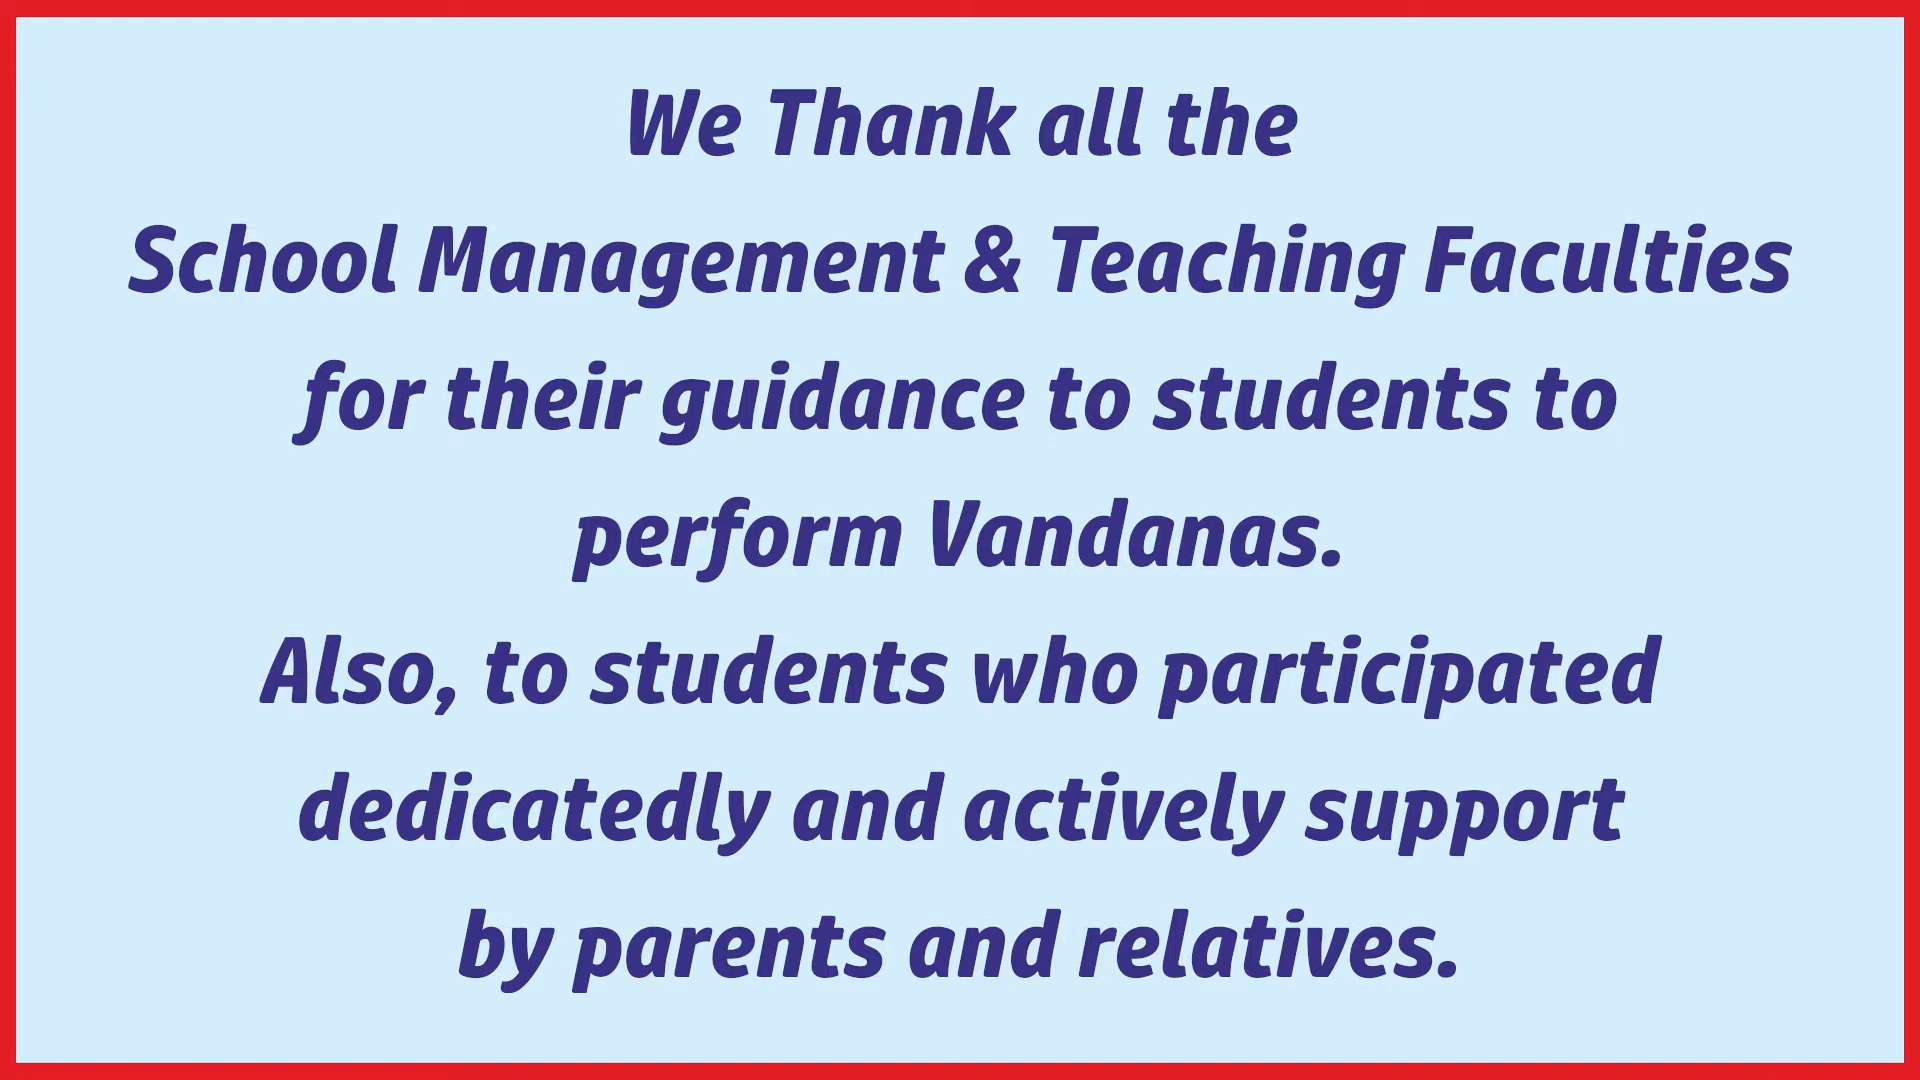 We Thank all the
School Management & Teaching Faculties
for their guidance to students to
perform Vandanas.
Also, to students who participated
dedicatedly and actively support
by parents and relatives.